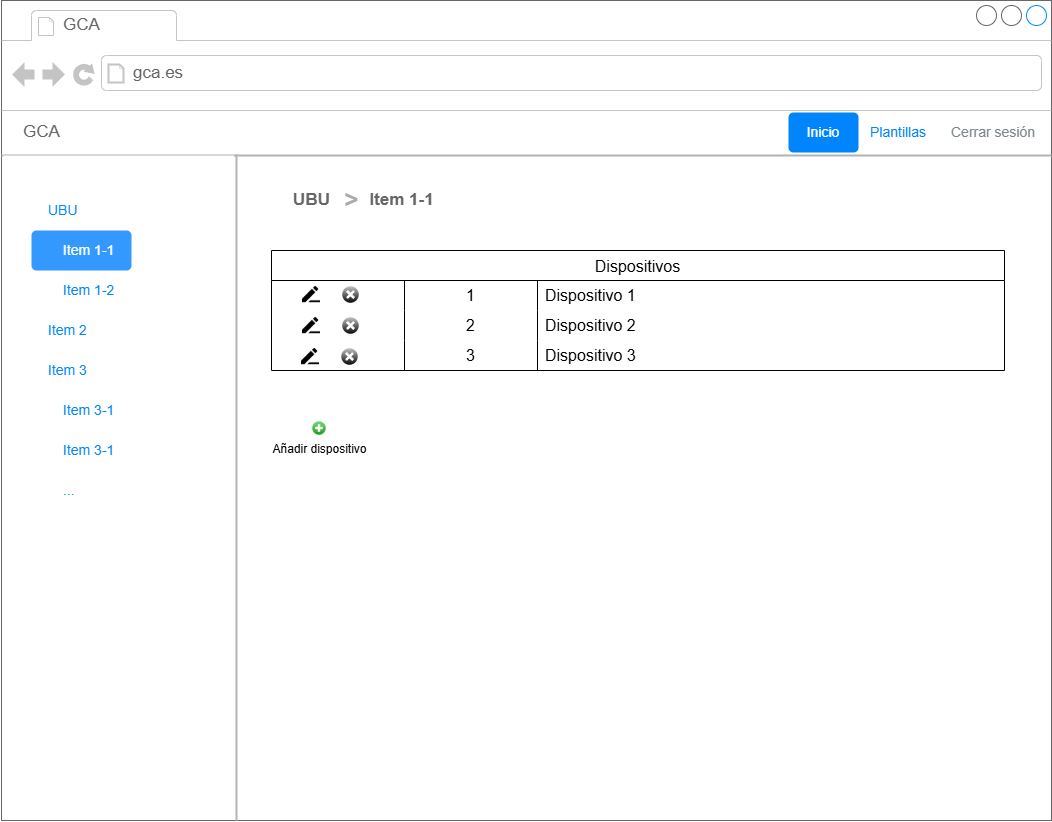 GCA
gca.es
GCA
Inicio Plantillas Cerrar sesión
UBU
Item 1-1
Item 1-2
Item 2
Item 3
Item 3-1
Item 3-1
...
UBU > Item 1-1
Dispositivos
1 Dispositivo 1
2 Dispositivo 2
3 Dispositivo 3
Añadir dispositivo